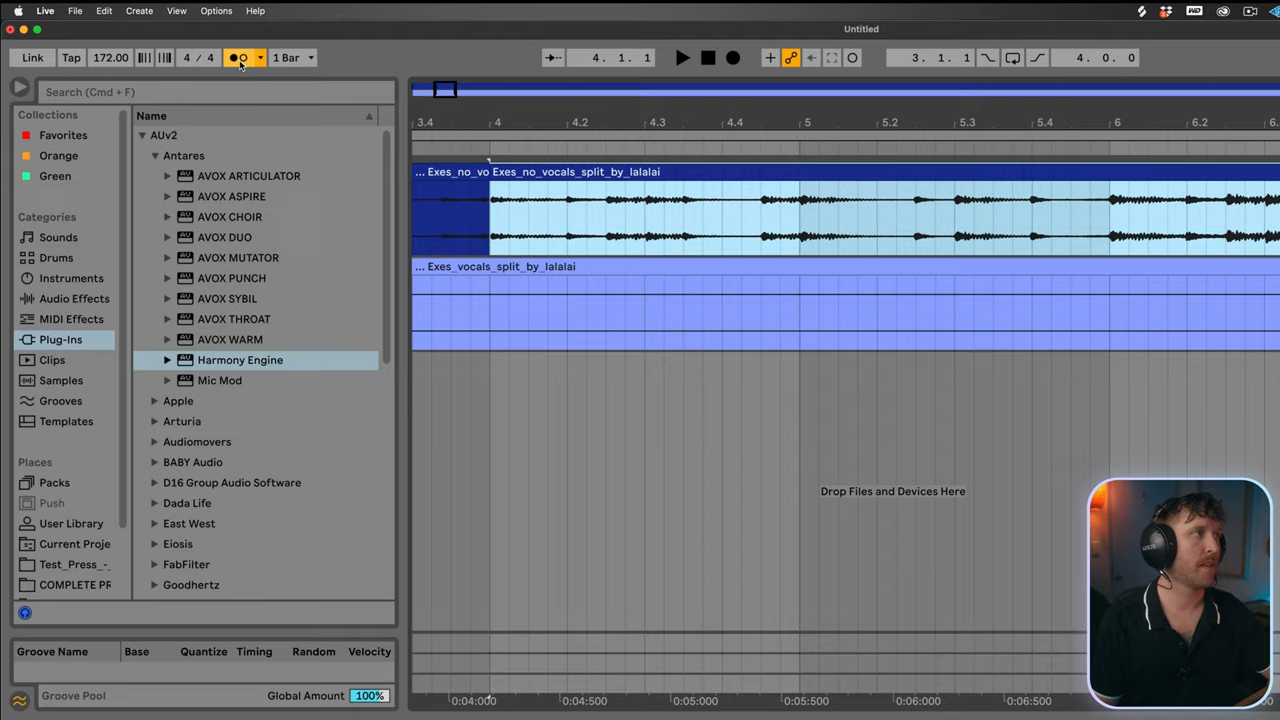 Live File Edit Create View Options Help
WD
Untitled
Link Tap 172.00 4 / 4 1 Bar 4. 1. 1 3. 1. 1 4. 0. 0
Search (Cmd + F)
Collections
Favorites
Orange
Green
Categories
Sounds
Drums
Instruments
Audio Effects
MIDI Effects
Plug-Ins
Clips
Samples
Grooves
Templates
Places
Packs
Push
User Library
Current Proje
Test_Press_-
COMPLETE PR
Name
AUv2
Antares
AVOX ARTICULATOR
AVOX ASPIRE
AVOX CHOIR
AVOX DUO
AVOX MUTATOR
AVOX PUNCH
AVOX SYBIL
AVOX THROAT
AVOX WARM
Harmony Engine
Mic Mod
Apple
Arturia
Audiomovers
BABY Audio
D16 Group Audio Software
Dada Life
East West
Eiosis
FabFilter
Goodhertz
3.4 4 4.2 4.3 4.4 5 5.2 5.3 5.4 6 6.2 6.
... Exes_no_vo Exes_no_vocals_split_by_lalalai
... Exes_vocals_split_by_lalalai
Drop Files and Devices Here
Groove Name Base Quantize Timing Random Velocity
Groove Pool Global Amount 100%
0:04:000 0:04:500 0:05:000 0:05:500 0:06:000 0:06:500